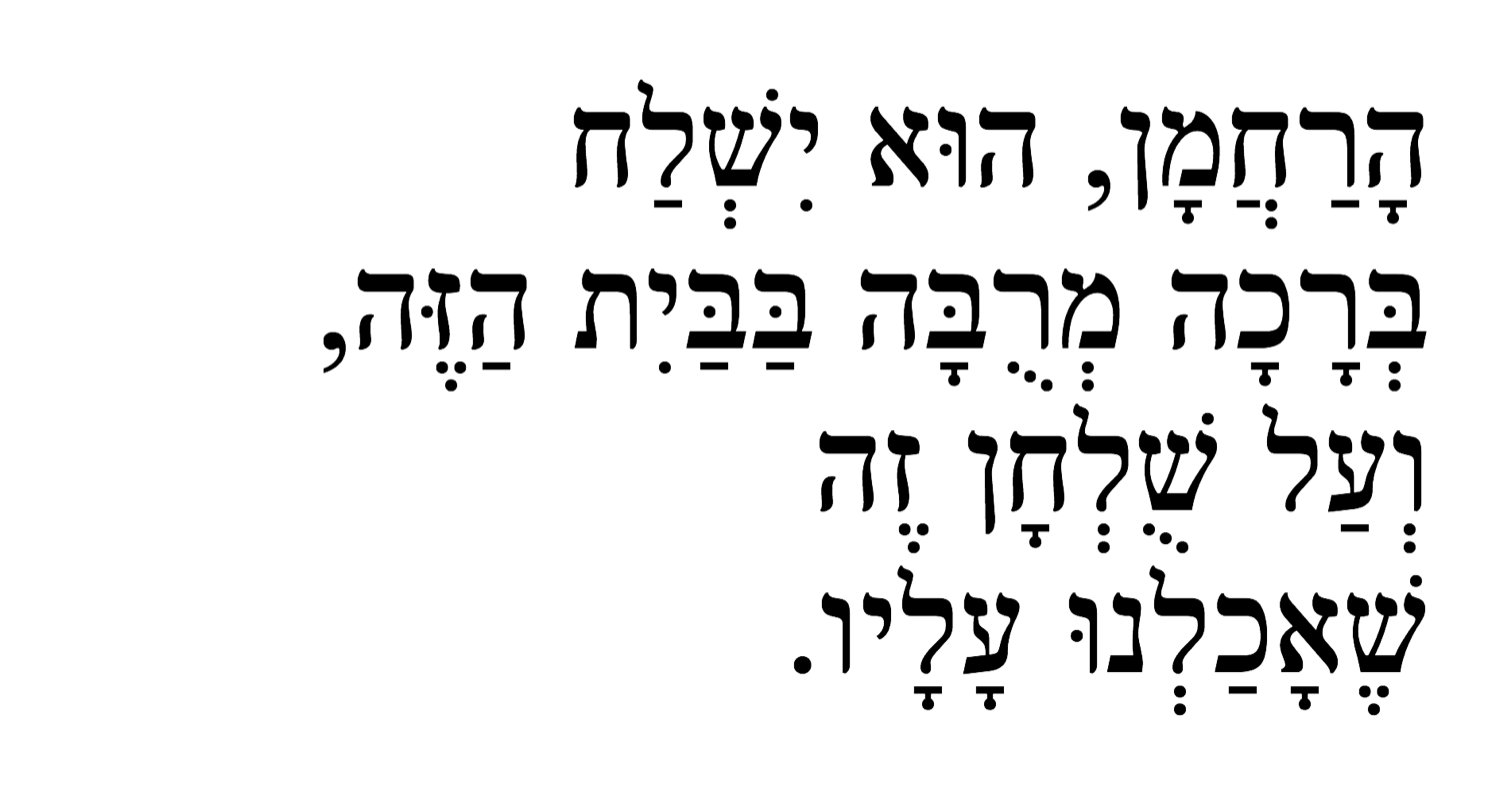 הָרַחֲמָן, הוּא יִשְׁלַח
בְּרָכָה מְרֻבָּה בַּבַּיִת הַזֶּה,
וְעַל שֻׁלְחָן זֶה
שֶׁאָכַלְנוּ עָלָיו.